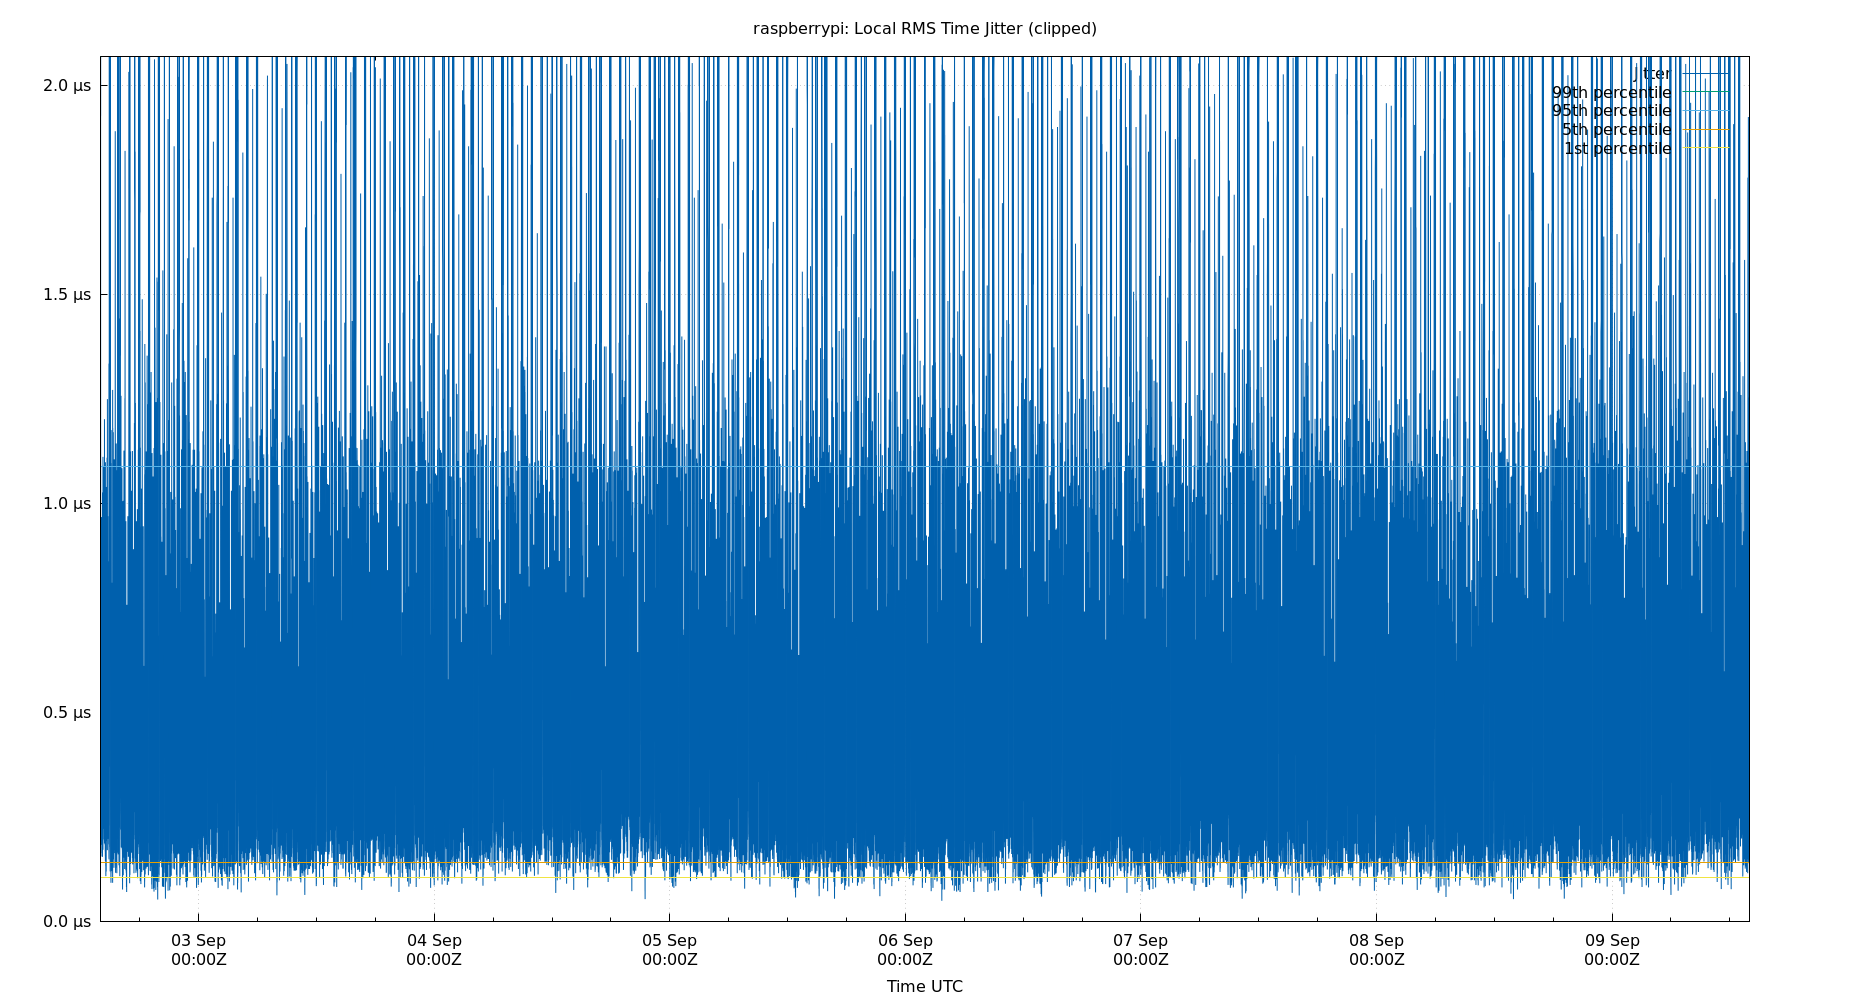 raspberrypi: Local RMS Time Jitter (clipped)
2.0 µs
1.5 µs
1.0 µs
0.5 µs
0.0 µs
jitter
99th percentile
95th percentile
5th percentile
1st percentile
03 Sep
00:00Z
04 Sep
00:00Z
05 Sep
00:00Z
06 Sep
00:00Z
07 Sep
00:00Z
08 Sep
00:00Z
09 Sep
00:00Z
Time UTC